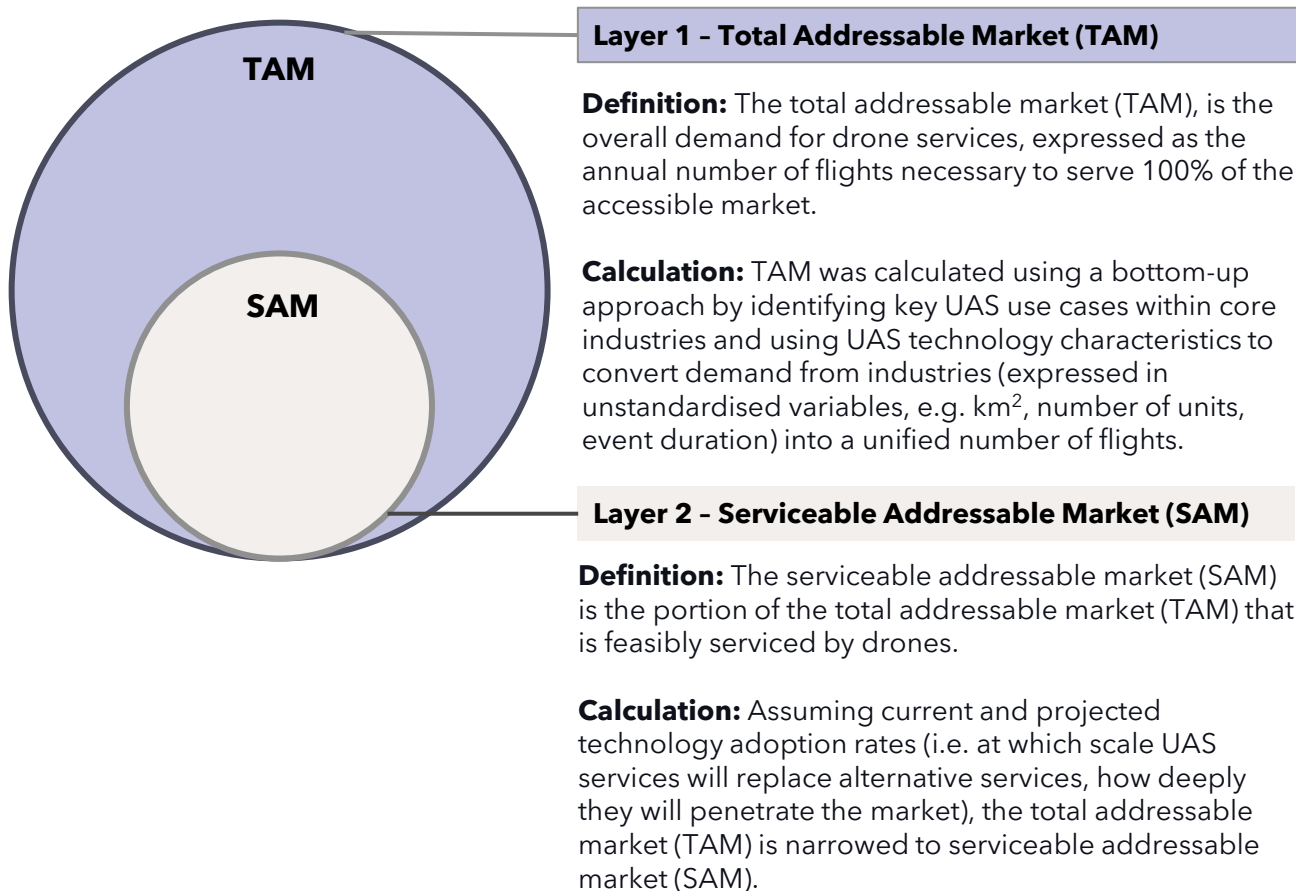 TAM
SAM
Layer 1 – Total Addressable Market (TAM)
Definition: The total addressable market (TAM), is the
overall demand for drone services, expressed as the
annual number of flights necessary to serve 100% of the
accessible market.
Calculation: TAM was calculated using a bottom-up
approach by identifying key UAS use cases within core
industries and using UAS technology characteristics to
convert demand from industries (expressed in
unstandardised variables, e.g. km², number of units,
event duration) into a unified number of flights.
Layer 2 – Serviceable Addressable Market (SAM)
Definition: The serviceable addressable market (SAM)
is the portion of the total addressable market (TAM) that
is feasibly serviced by drones.
Calculation: Assuming current and projected
technology adoption rates (i.e. at which scale UAS
services will replace alternative services, how deeply
they will penetrate the market), the total addressable
market (TAM) is narrowed to serviceable addressable
market (SAM).